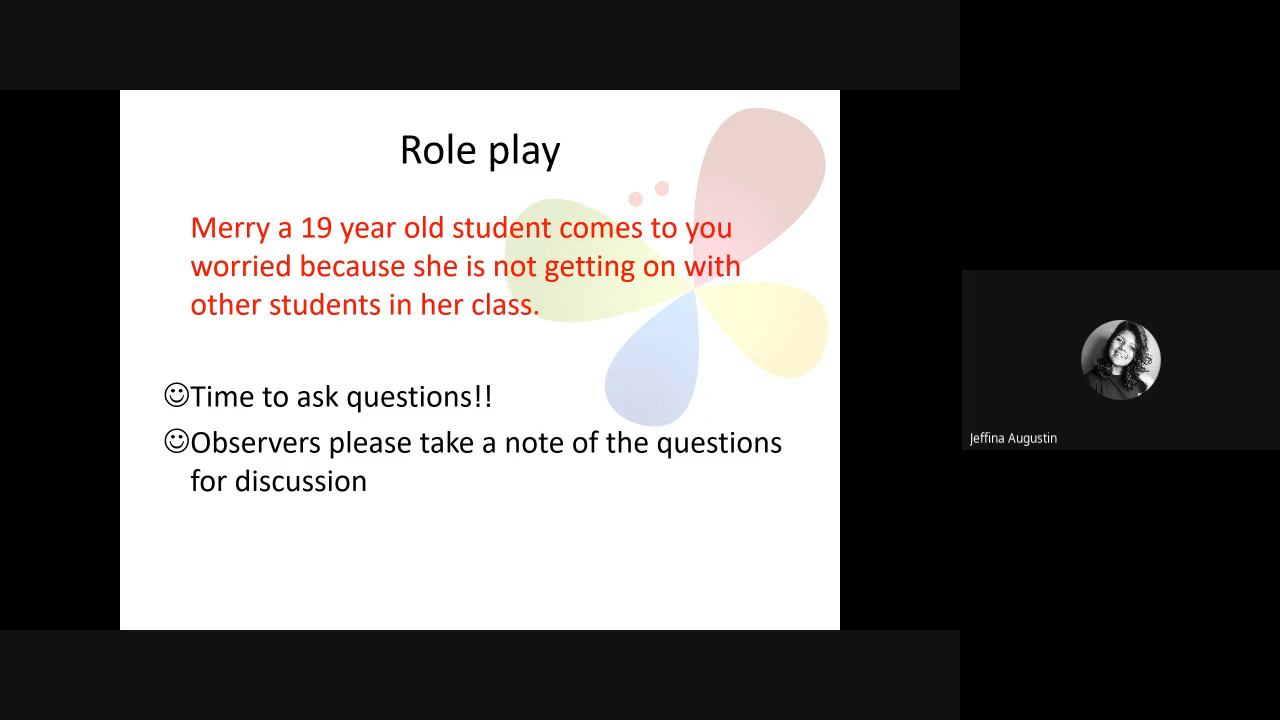 Role play
Merry a 19 year old student comes to you
worried because she is not getting on with
other students in her class.
☺Time to ask questions!!
☺Observers please take a note of the questions
for discussion
Jeffina Augustin